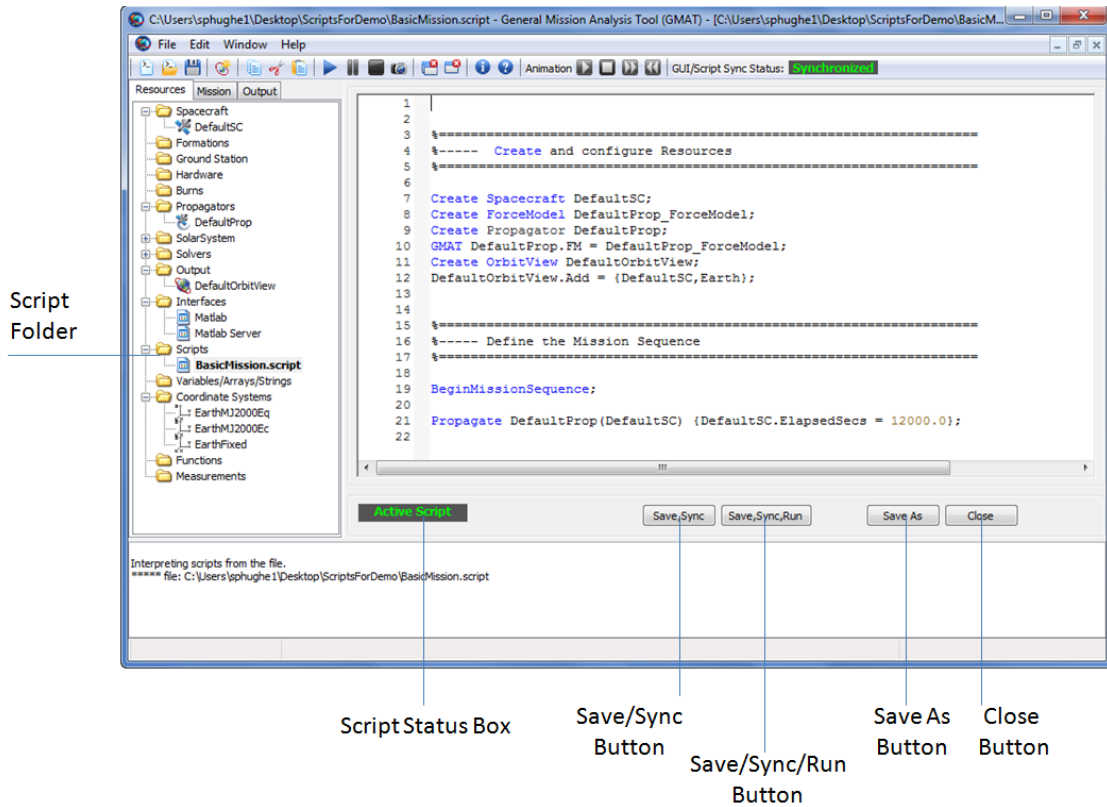 C:\Users\sphughe1\Desktop\ScriptsForDemo\BasicMission.script - General Mission Analysis Tool (GMAT) - [C:\Users\sphughe1\Desktop\ScriptsForDemo\BasicM...
File Edit Window Help
Animation GUI/Script Sync Status: Synchronized
Resources Mission Output
Spacecraft
DefaultSC
Formations
Ground Station
Hardware
Burns
Propagators
DefaultProp
SolarSystem
Solvers
Output
DefaultOrbitView
Interfaces
Matlab
Matlab Server
Scripts
BasicMission.script
Variables/Arrays/Strings
Coordinate Systems
EarthMJ2000Eq
EarthMJ2000Ec
EarthFixed
Functions
Measurements
1
2
3 %====================================================================
4 %----- Create and configure Resources
5 %====================================================================
6
7 Create Spacecraft DefaultSC;
8 Create ForceModel DefaultProp_ForceModel;
9 Create Propagator DefaultProp;
10 GMAT DefaultProp.FM = DefaultProp_ForceModel;
11 Create OrbitView DefaultOrbitView;
12 DefaultOrbitView.Add = {DefaultSC,Earth};
13
14
15 %====================================================================
16 %----- Define the Mission Sequence
17 %====================================================================
18
19 BeginMissionSequence;
20
21 Propagate DefaultProp(DefaultSC) {DefaultSC.ElapsedSecs = 12000.0};
22
Active Script
Save,Sync Save,Sync,Run Save As Close
Interpreting scripts from the file.
***** file: C:\Users\sphughe1\Desktop\ScriptsForDemo\BasicMission.script
Script
Folder
Script Status Box
Save/Sync
Button
Save/Sync/Run
Button
Save As
Button
Close
Button